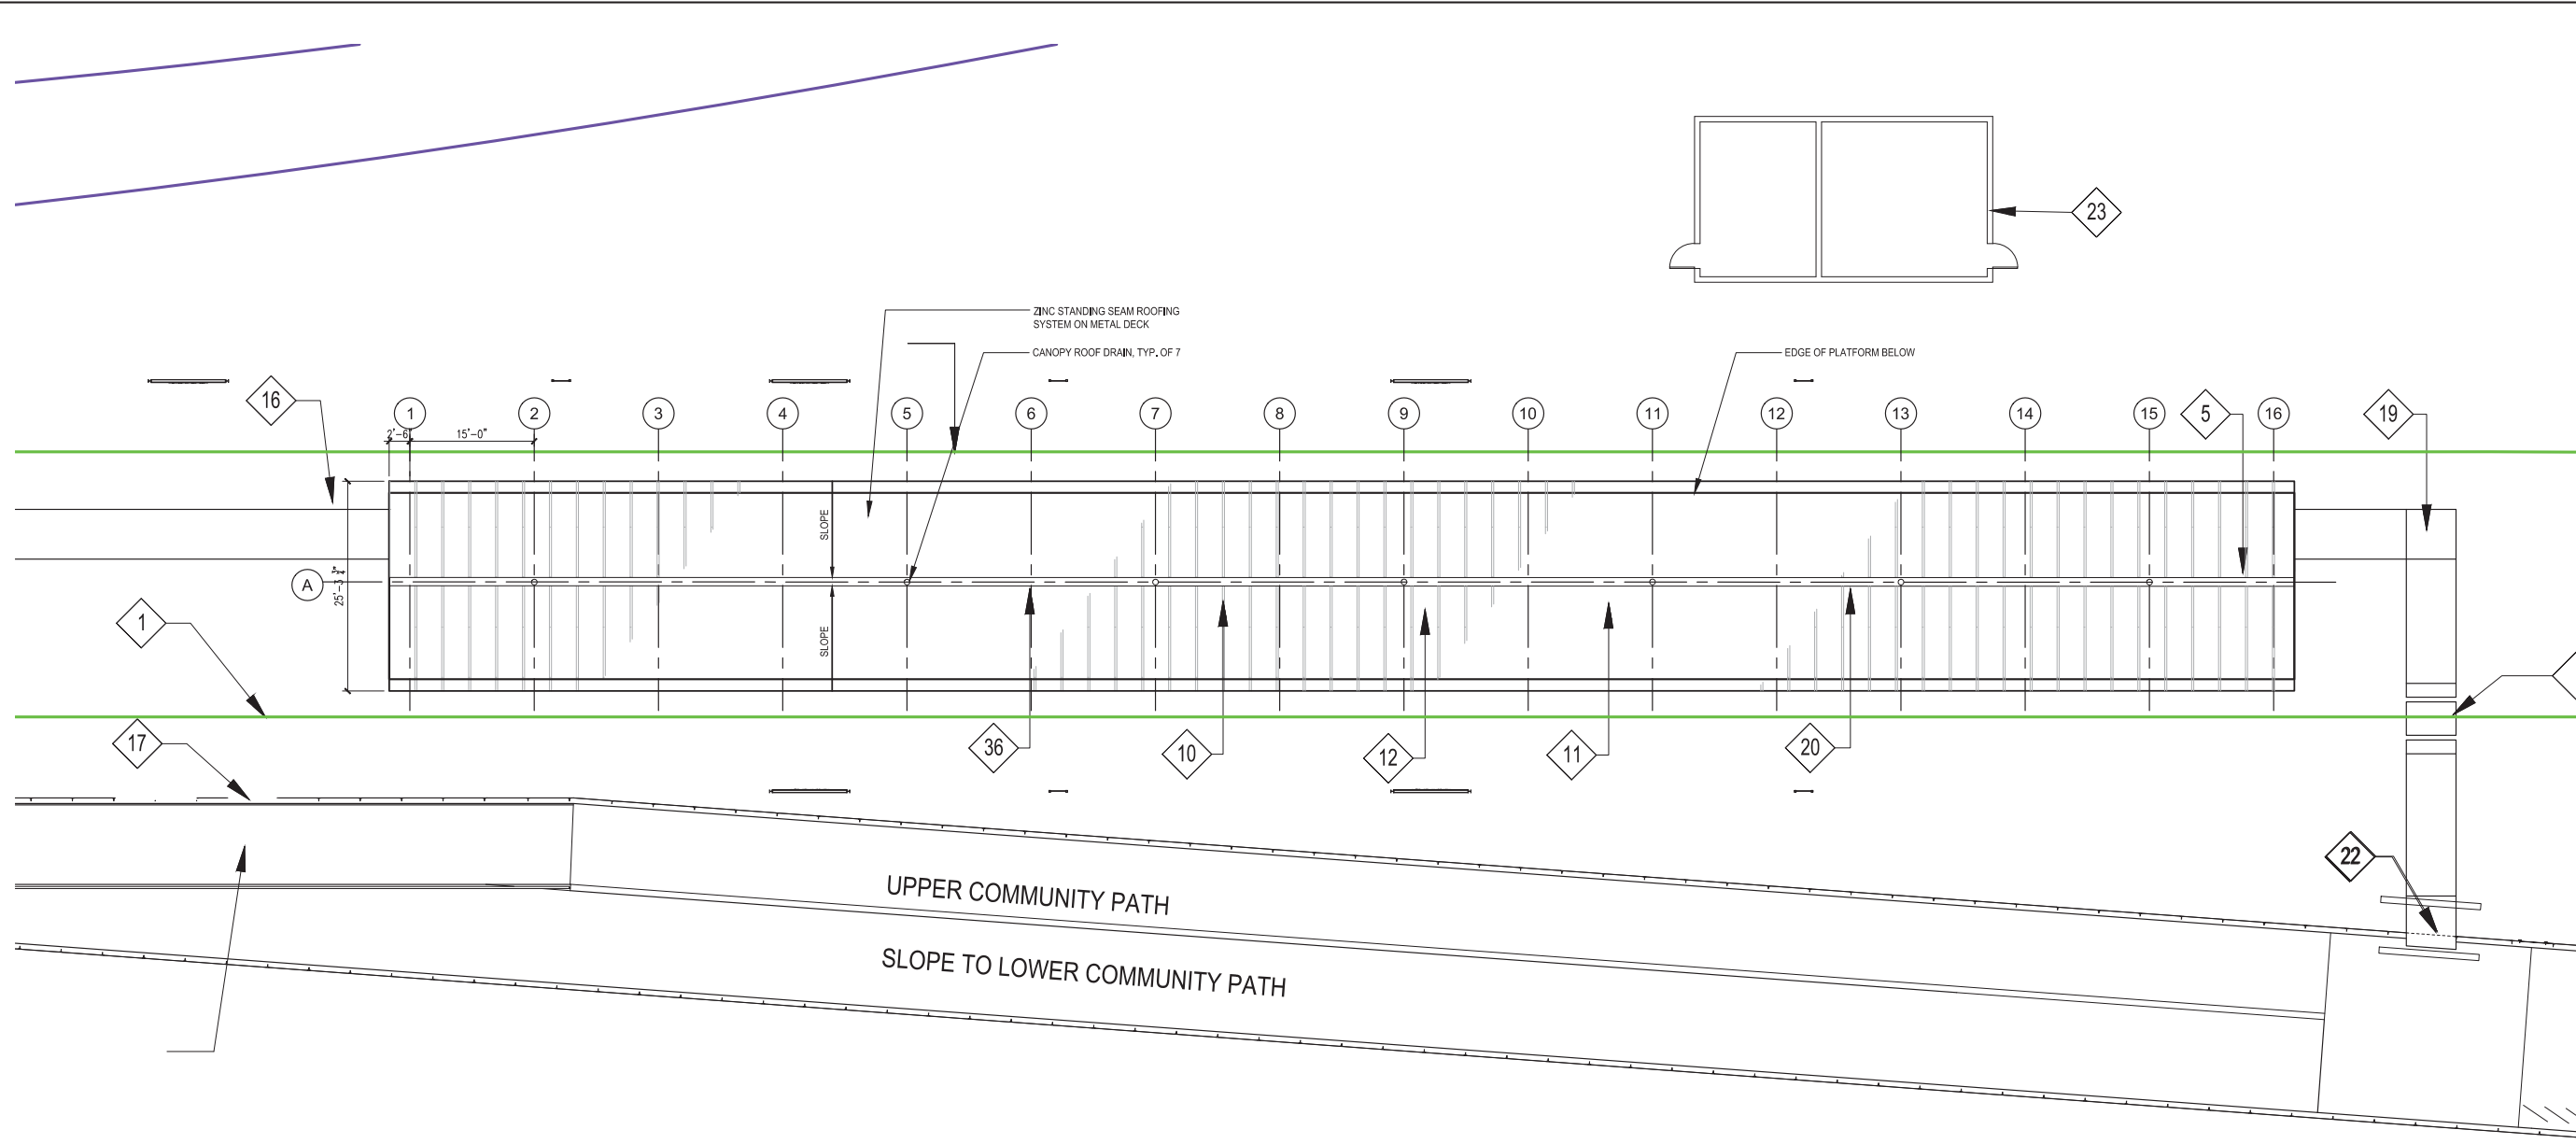 23
ZINC STANDING SEAM ROOFING
SYSTEM ON METAL DECK
CANOPY ROOF DRAIN, TYP. OF 7
EDGE OF PLATFORM BELOW
16
1 2 3 4 5 6 7 8 9 10 11 12 13 14 15 5 16 19
2'-6" 15'-0"
SLOPE
A
25'-3 3/4"
1
SLOPE
17
36
10
12
11
20
22
UPPER COMMUNITY PATH
SLOPE TO LOWER COMMUNITY PATH